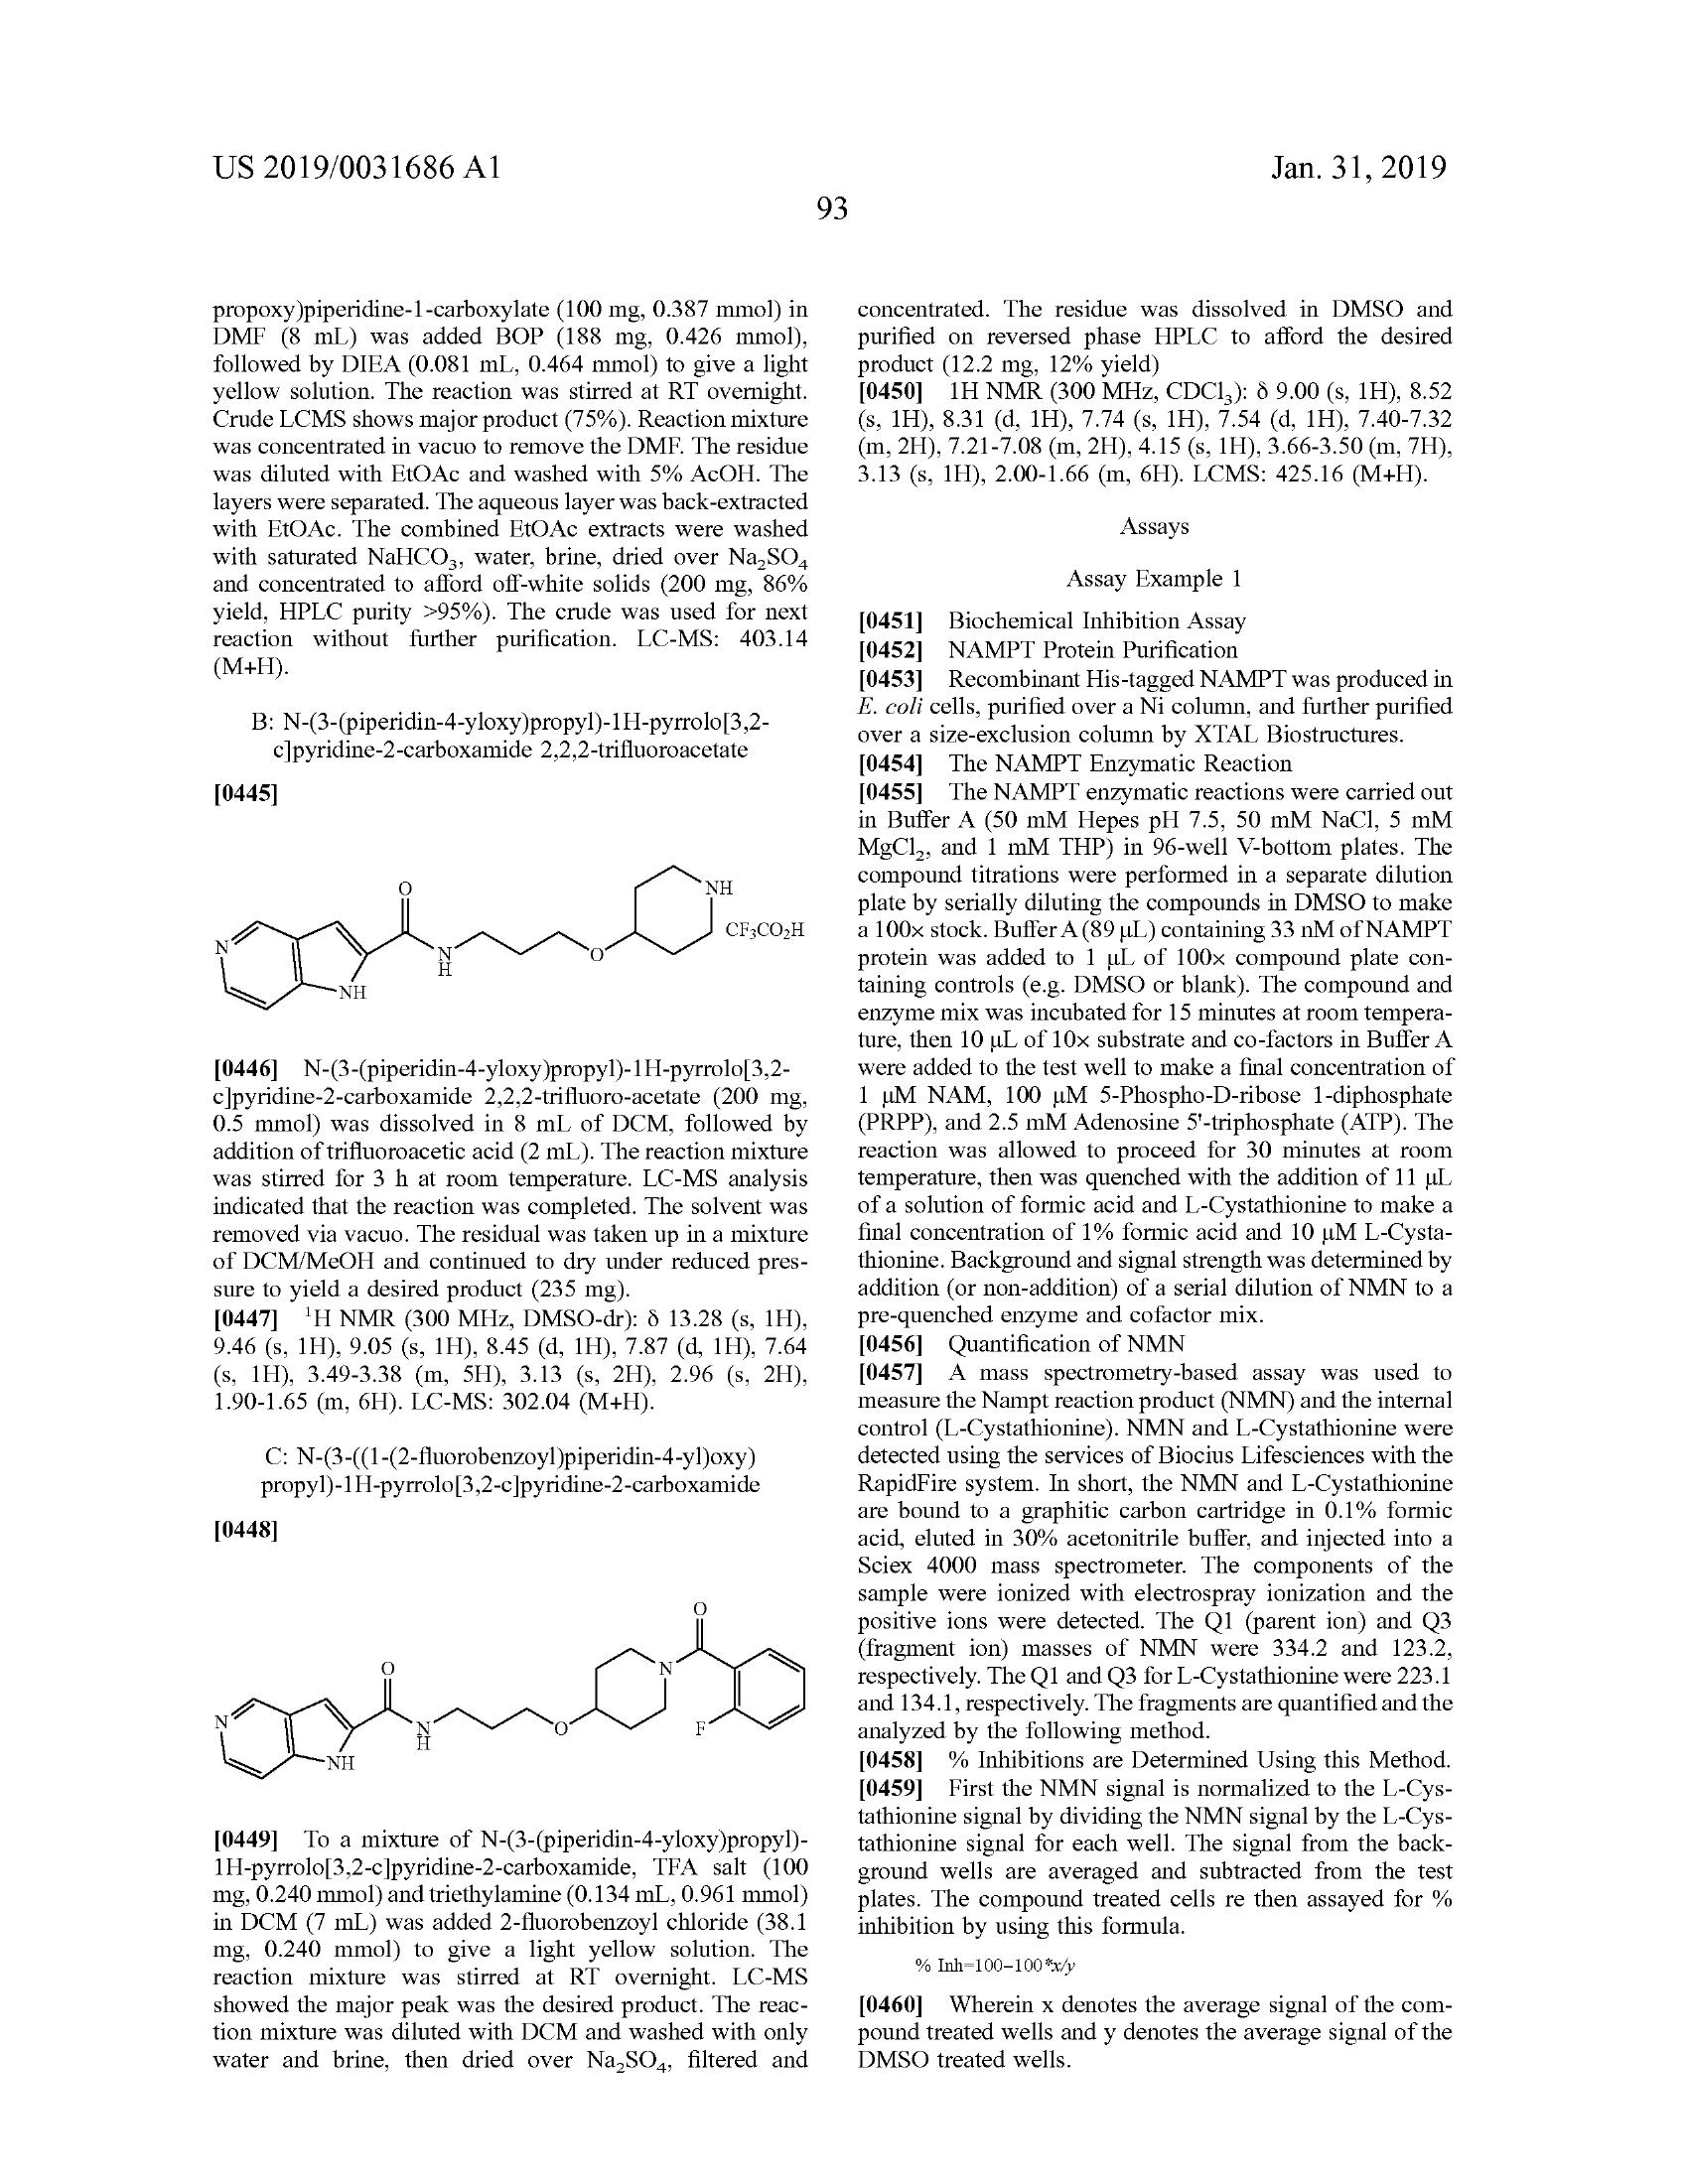 US 2019/0031686 A1
Jan. 31, 2019
93
propoxy)piperidine-1-carboxylate (100 mg, 0.387 mmol) in
DMF (8 mL) was added BOP (188 mg, 0.426 mmol),
followed by DIEA (0.081 mL, 0.464 mmol) to give a light
yellow solution. The reaction was stirred at RT overnight.
Crude LCMS shows major product (75%). Reaction mixture
was concentrated in vacuo to remove the DMF. The residue
was diluted with EtOAc and washed with 5% AcOH. The
layers were separated. The aqueous layer was back-extracted
with EtOAc. The combined EtOAc extracts were washed
with saturated NaHCO₃, water, brine, dried over Na₂SO₄
and concentrated to afford off-white solids (200 mg, 86%
yield, HPLC purity >95%). The crude was used for next
reaction without further purification. LC-MS: 403.14
(M+H).
B: N-(3-(piperidin-4-yloxy)propyl)-1H-pyrrolo[3,2-
c]pyridine-2-carboxamide 2,2,2-trifluoroacetate
[0445]
N
NH
O
N
H
O
NH
CF₃CO₂H
[0446] N-(3-(piperidin-4-yloxy)propyl)-1H-pyrrolo[3,2-
c]pyridine-2-carboxamide 2,2,2-trifluoro-acetate (200 mg,
0.5 mmol) was dissolved in 8 mL of DCM, followed by
addition of trifluoroacetic acid (2 mL). The reaction mixture
was stirred for 3 h at room temperature. LC-MS analysis
indicated that the reaction was completed. The solvent was
removed via vacuo. The residual was taken up in a mixture
of DCM/MeOH and continued to dry under reduced pres-
sure to yield a desired product (235 mg).
[0447] ¹H NMR (300 MHz, DMSO-dr): δ 13.28 (s, 1H),
9.46 (s, 1H), 9.05 (s, 1H), 8.45 (d, 1H), 7.87 (d, 1H), 7.64
(s, 1H), 3.49-3.38 (m, 5H), 3.13 (s, 2H), 2.96 (s, 2H),
1.90-1.65 (m, 6H). LC-MS: 302.04 (M+H).
C: N-(3-((1-(2-fluorobenzoyl)piperidin-4-yl)oxy)
propyl)-1H-pyrrolo[3,2-c]pyridine-2-carboxamide
[0448]
N
NH
O
N
H
O
N
O
F
[0449] To a mixture of N-(3-(piperidin-4-yloxy)propyl)-
1H-pyrrolo[3,2-c]pyridine-2-carboxamide, TFA salt (100
mg, 0.240 mmol) and triethylamine (0.134 mL, 0.961 mmol)
in DCM (7 mL) was added 2-fluorobenzoyl chloride (38.1
mg, 0.240 mmol) to give a light yellow solution. The
reaction mixture was stirred at RT overnight. LC-MS
showed the major peak was the desired product. The reac-
tion mixture was diluted with DCM and washed with only
water and brine, then dried over Na₂SO₄, filtered and
concentrated. The residue was dissolved in DMSO and
purified on reversed phase HPLC to afford the desired
product (12.2 mg, 12% yield)
[0450] 1H NMR (300 MHz, CDCl₃): δ 9.00 (s, 1H), 8.52
(s, 1H), 8.31 (d, 1H), 7.74 (s, 1H), 7.54 (d, 1H), 7.40-7.32
(m, 2H), 7.21-7.08 (m, 2H), 4.15 (s, 1H), 3.66-3.50 (m, 7H),
3.13 (s, 1H), 2.00-1.66 (m, 6H). LCMS: 425.16 (M+H).
Assays
Assay Example 1
[0451] Biochemical Inhibition Assay
[0452] NAMPT Protein Purification
[0453] Recombinant His-tagged NAMPT was produced in
E. coli cells, purified over a Ni column, and further purified
over a size-exclusion column by XTAL Biostructures.
[0454] The NAMPT Enzymatic Reaction
[0455] The NAMPT enzymatic reactions were carried out
in Buffer A (50 mM Hepes pH 7.5, 50 mM NaCl, 5 mM
MgCl₂, and 1 mM THP) in 96-well V-bottom plates. The
compound titrations were performed in a separate dilution
plate by serially diluting the compounds in DMSO to make
a 100x stock. Buffer A (89 μL) containing 33 nM of NAMPT
protein was added to 1 μL of 100x compound plate con-
taining controls (e.g. DMSO or blank). The compound and
enzyme mix was incubated for 15 minutes at room tempera-
ture, then 10 μL of 10x substrate and co-factors in Buffer A
were added to the test well to make a final concentration of
1 μM NAM, 100 μM 5-Phospho-D-ribose 1-diphosphate
(PRPP), and 2.5 mM Adenosine 5'-triphosphate (ATP). The
reaction was allowed to proceed for 30 minutes at room
temperature, then was quenched with the addition of 11 μL
of a solution of formic acid and L-Cystathionine to make a
final concentration of 1% formic acid and 10 μM L-Cysta-
thionine. Background and signal strength was determined by
addition (or non-addition) of a serial dilution of NMN to a
pre-quenched enzyme and cofactor mix.
[0456] Quantification of NMN
[0457] A mass spectrometry-based assay was used to
measure the Nampt reaction product (NMN) and the internal
control (L-Cystathionine). NMN and L-Cystathionine were
detected using the services of Biocius Lifesciences with the
RapidFire system. In short, the NMN and L-Cystathionine
are bound to a graphitic carbon cartridge in 0.1% formic
acid, eluted in 30% acetonitrile buffer, and injected into a
Sciex 4000 mass spectrometer. The components of the
sample were ionized with electrospray ionization and the
positive ions were detected. The Q1 (parent ion) and Q3
(fragment ion) masses of NMN were 334.2 and 123.2,
respectively. The Q1 and Q3 for L-Cystathionine were 223.1
and 134.1, respectively. The fragments are quantified and the
analyzed by the following method.
[0458] % Inhibitions are Determined Using this Method.
[0459] First the NMN signal is normalized to the L-Cys-
tathionine signal by dividing the NMN signal by the L-Cys-
tathionine signal for each well. The signal from the back-
ground wells are averaged and subtracted from the test
plates. The compound treated cells re then assayed for %
inhibition by using this formula.
% Inh=100-100*x/y
[0460] Wherein x denotes the average signal of the com-
pound treated wells and y denotes the average signal of the
DMSO treated wells.